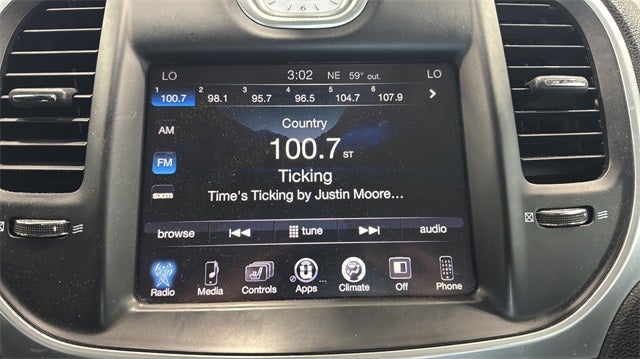 LO 3:02 NE 59° out. LO
1 100.7 2 98.1 3 95.7 4 96.5 5 104.7 6 107.9
AM
Country
FM
100.7 ST
Ticking
sxm
Time's Ticking by Justin Moore...
browse tune audio
Radio Media Controls Apps Climate Off Phone